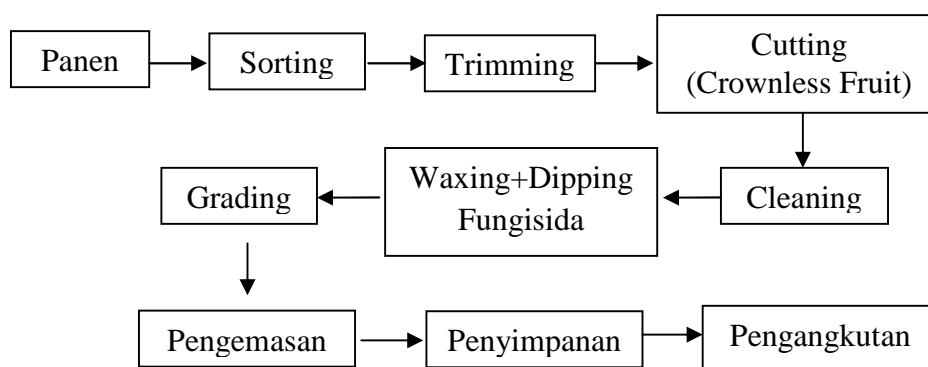 Panen
Sorting
Trimming
Cutting
(Crownless Fruit)
Cleaning
Waxing+Dipping
Fungisida
Grading
Pengemasan
Penyimpanan
Pengangkutan